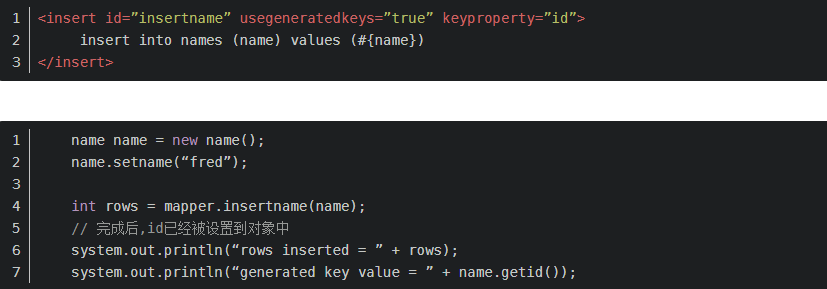 1 <insert id=”insertname” usegeneratedkeys=”true” keyproperty=”id”>
2      insert into names (name) values (#{name})
3 </insert>
1     name name = new name();
2     name.setname(“fred”);
3
4     int rows = mapper.insertname(name);
5     // 完成后,id已经被设置到对象中
6     system.out.println(“rows inserted = ” + rows);
7     system.out.println(“generated key value = ” + name.getid());